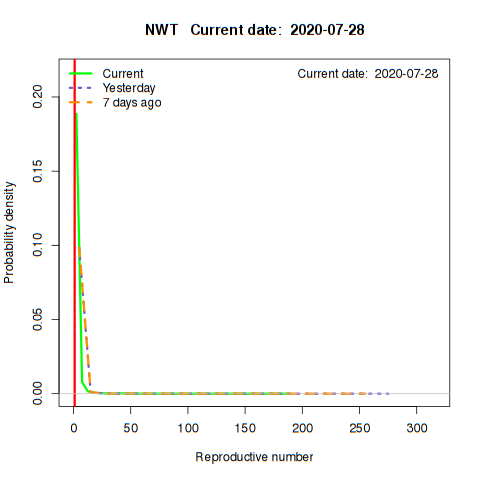 NWT Current date: 2020-07-28
Current date: 2020-07-28
Current
Yesterday
7 days ago
Probability density
0.20
0.15
0.10
0.05
0.00
0 50 100 150 200 250 300
Reproductive number